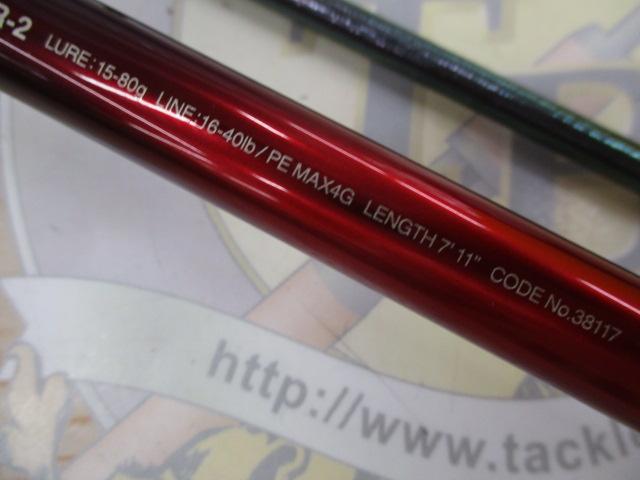 R-2 LURE:15-80g LINE:16-40lb / PE MAX4G LENGTH 7' 11" CODE No.38117
http://www.tackl